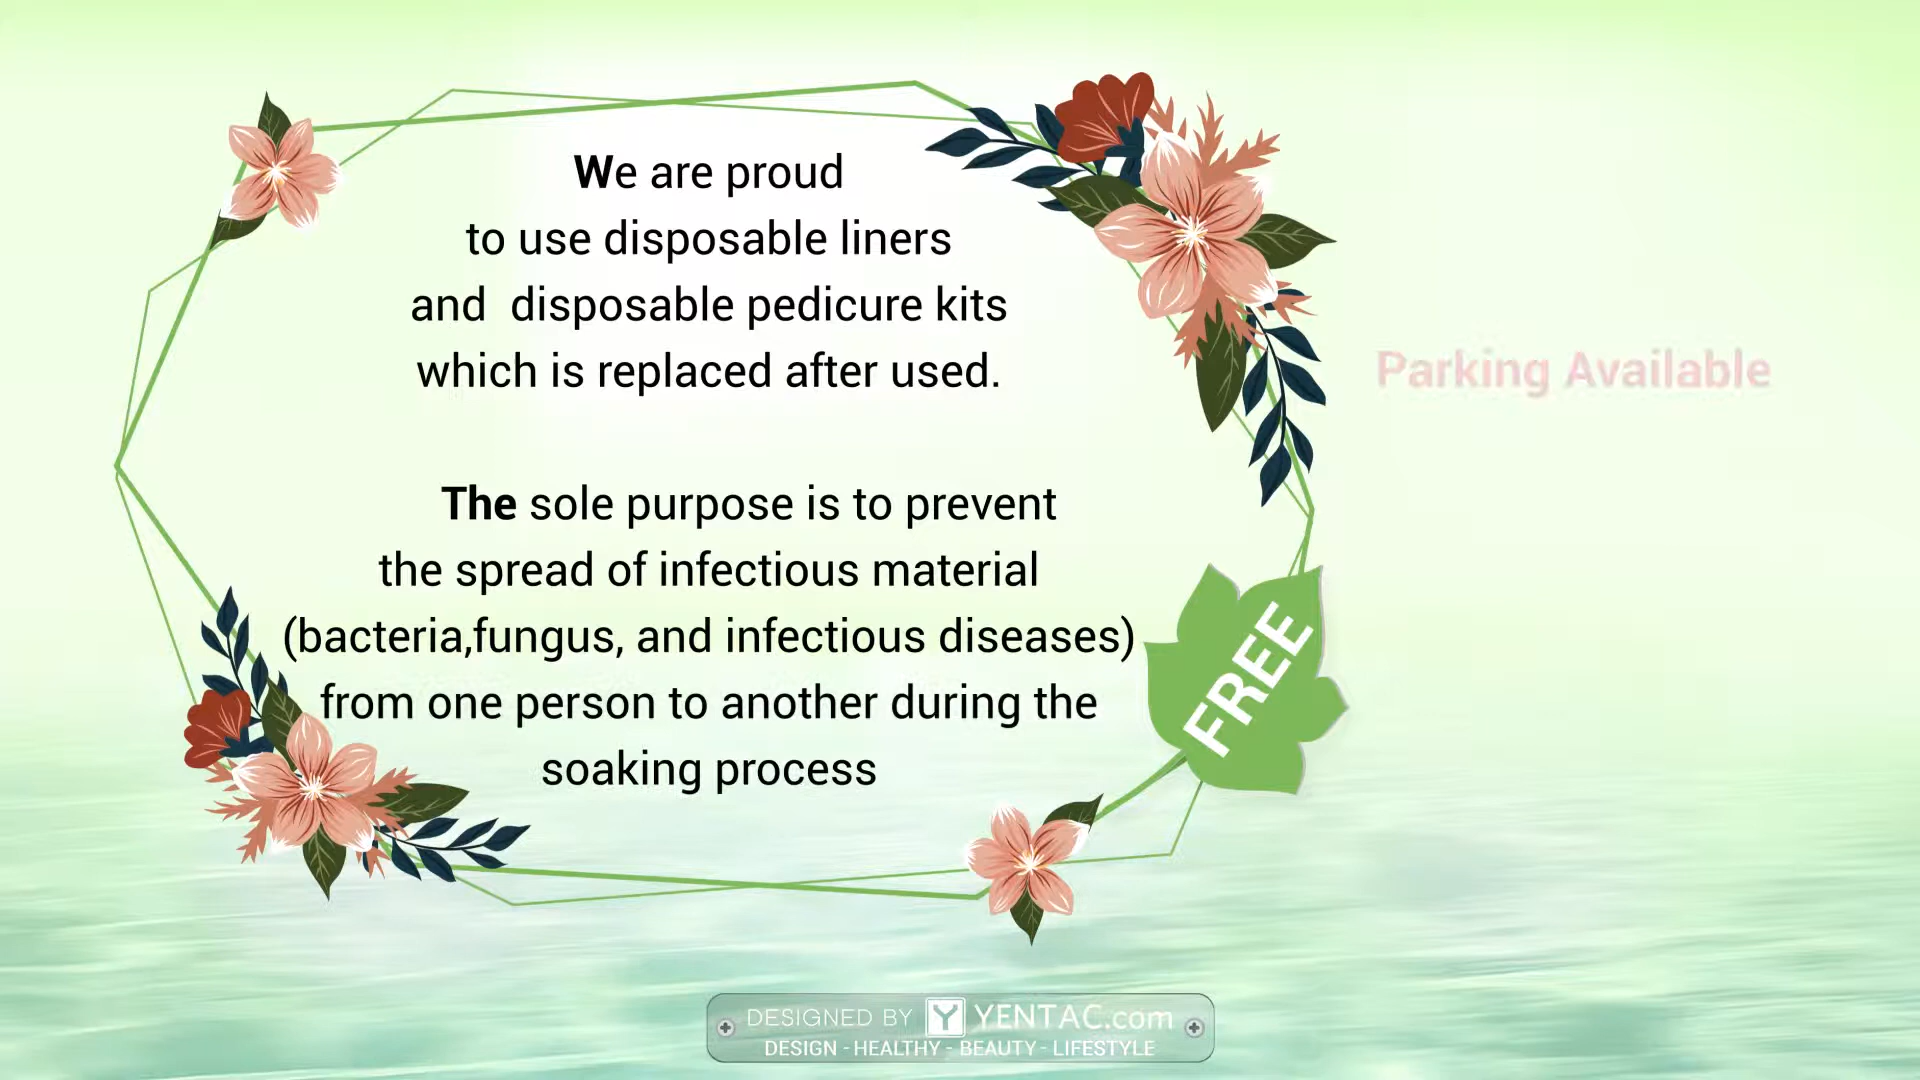 We are proud
to use disposable liners
and  disposable pedicure kits
which is replaced after used.
The sole purpose is to prevent
the spread of infectious material
(bacteria,fungus, and infectious diseases)
from one person to another during the
soaking process
FREE
Parking Available
DESIGNED BY Y YENTAC.com
DESIGN - HEALTHY - BEAUTY - LIFESTYLE